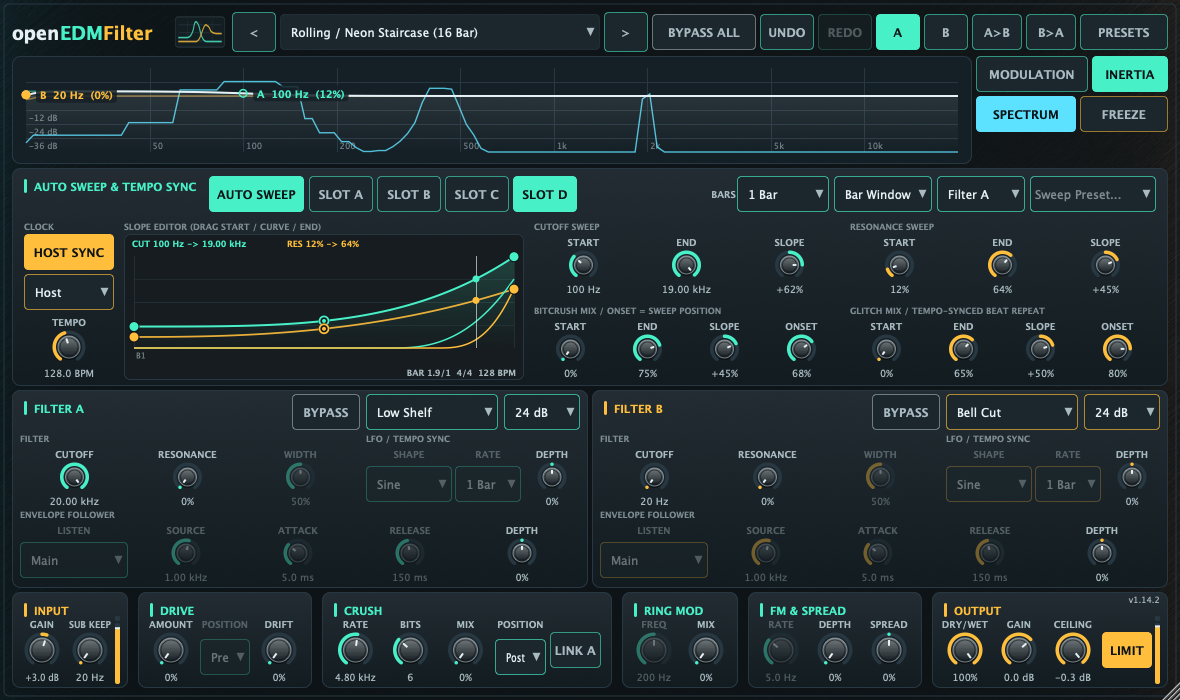 openEDMFilter < Rolling / Neon Staircase (16 Bar) > BYPASS ALL UNDO REDO A B A>B B>A PRESETS
MODULATION INERTIA
SPECTRUM FREEZE
B 20 Hz (0%) A 100 Hz (12%)
-12 dB
-24 dB
-36 dB
50 100 200 500 1k 2k 5k 10k
AUTO SWEEP & TEMPO SYNC AUTO SWEEP SLOT A SLOT B SLOT C SLOT D BARS 1 Bar Bar Window Filter A Sweep Preset...
CLOCK
HOST SYNC
Host
TEMPO
128.0 BPM
SLOPE EDITOR (DRAG START / CURVE / END)
CUT 100 Hz -> 19.00 kHz RES 12% -> 64%
B1
BAR 1.9/1 4/4 128 BPM
CUTOFF SWEEP
START END SLOPE
100 Hz 19.00 kHz +62%
RESONANCE SWEEP
START END SLOPE
12% 64% +45%
BITCRUSH MIX / ONSET = SWEEP POSITION
START END SLOPE ONSET
0% 75% +45% 68%
GLITCH MIX / TEMPO-SYNCED BEAT REPEAT
START END SLOPE ONSET
0% 65% +50% 80%
FILTER A BYPASS Low Shelf 24 dB
FILTER LFO / TEMPO SYNC
CUTOFF RESONANCE WIDTH SHAPE RATE DEPTH
Sine 1 Bar
20.00 kHz 0% 50% 0%
ENVELOPE FOLLOWER
LISTEN SOURCE ATTACK RELEASE DEPTH
Main
1.00 kHz 5.0 ms 150 ms 0%
FILTER B BYPASS Bell Cut 24 dB
FILTER LFO / TEMPO SYNC
CUTOFF RESONANCE WIDTH SHAPE RATE DEPTH
Sine 1 Bar
20 Hz 0% 50% 0%
ENVELOPE FOLLOWER
LISTEN SOURCE ATTACK RELEASE DEPTH
Main
1.00 kHz 5.0 ms 150 ms 0%
INPUT
GAIN SUB KEEP
+3.0 dB 20 Hz
DRIVE
AMOUNT POSITION DRIFT
Pre
0% 0%
CRUSH
RATE BITS MIX POSITION
Post LINK A
4.80 kHz 6 0%
RING MOD
FREQ MIX
200 Hz 0%
FM & SPREAD
RATE DEPTH SPREAD
5.0 Hz 0% 0%
v1.14.2
OUTPUT
DRY/WET GAIN CEILING
LIMIT
100% 0.0 dB -0.3 dB